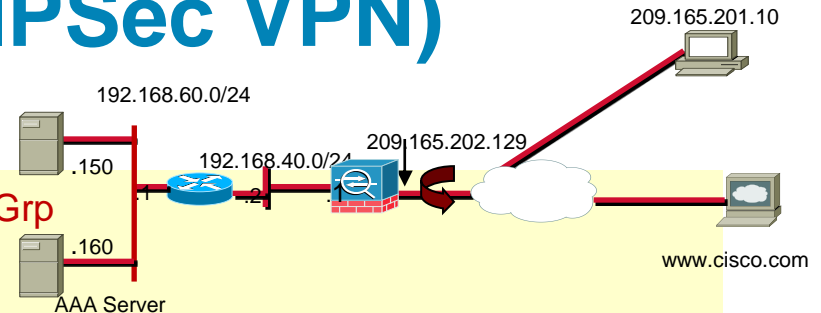 IPSec VPN)
209.165.201.10
192.168.60.0/24
209.165.202.129
192.168.40.0/24
.150
.1
.2
.1
Grp
.160
www.cisco.com
AAA Server